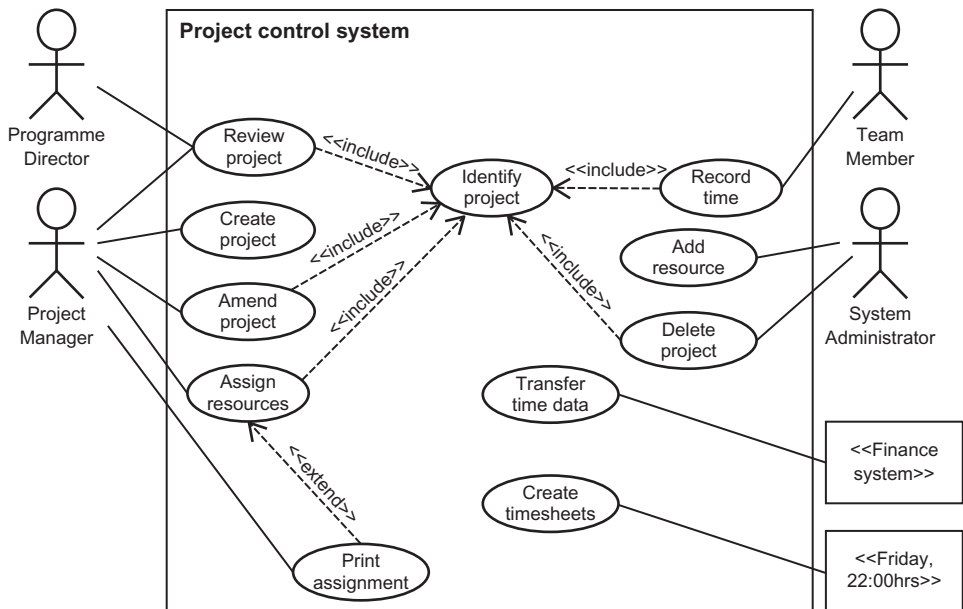 Project control system
Programme
Director
Review
project
<<include>>
Identify
project
<<include>>
Record
time
Team
Member
Create
project
<<include>>
Add
resource
Project
Manager
Amend
project
<<include>>
<<include>>
Delete
project
System
Administrator
Assign
resources
Transfer
time data
<<Finance
system>>
<<extend>>
Create
timesheets
Print
assignment
<<Friday,
22:00hrs>>